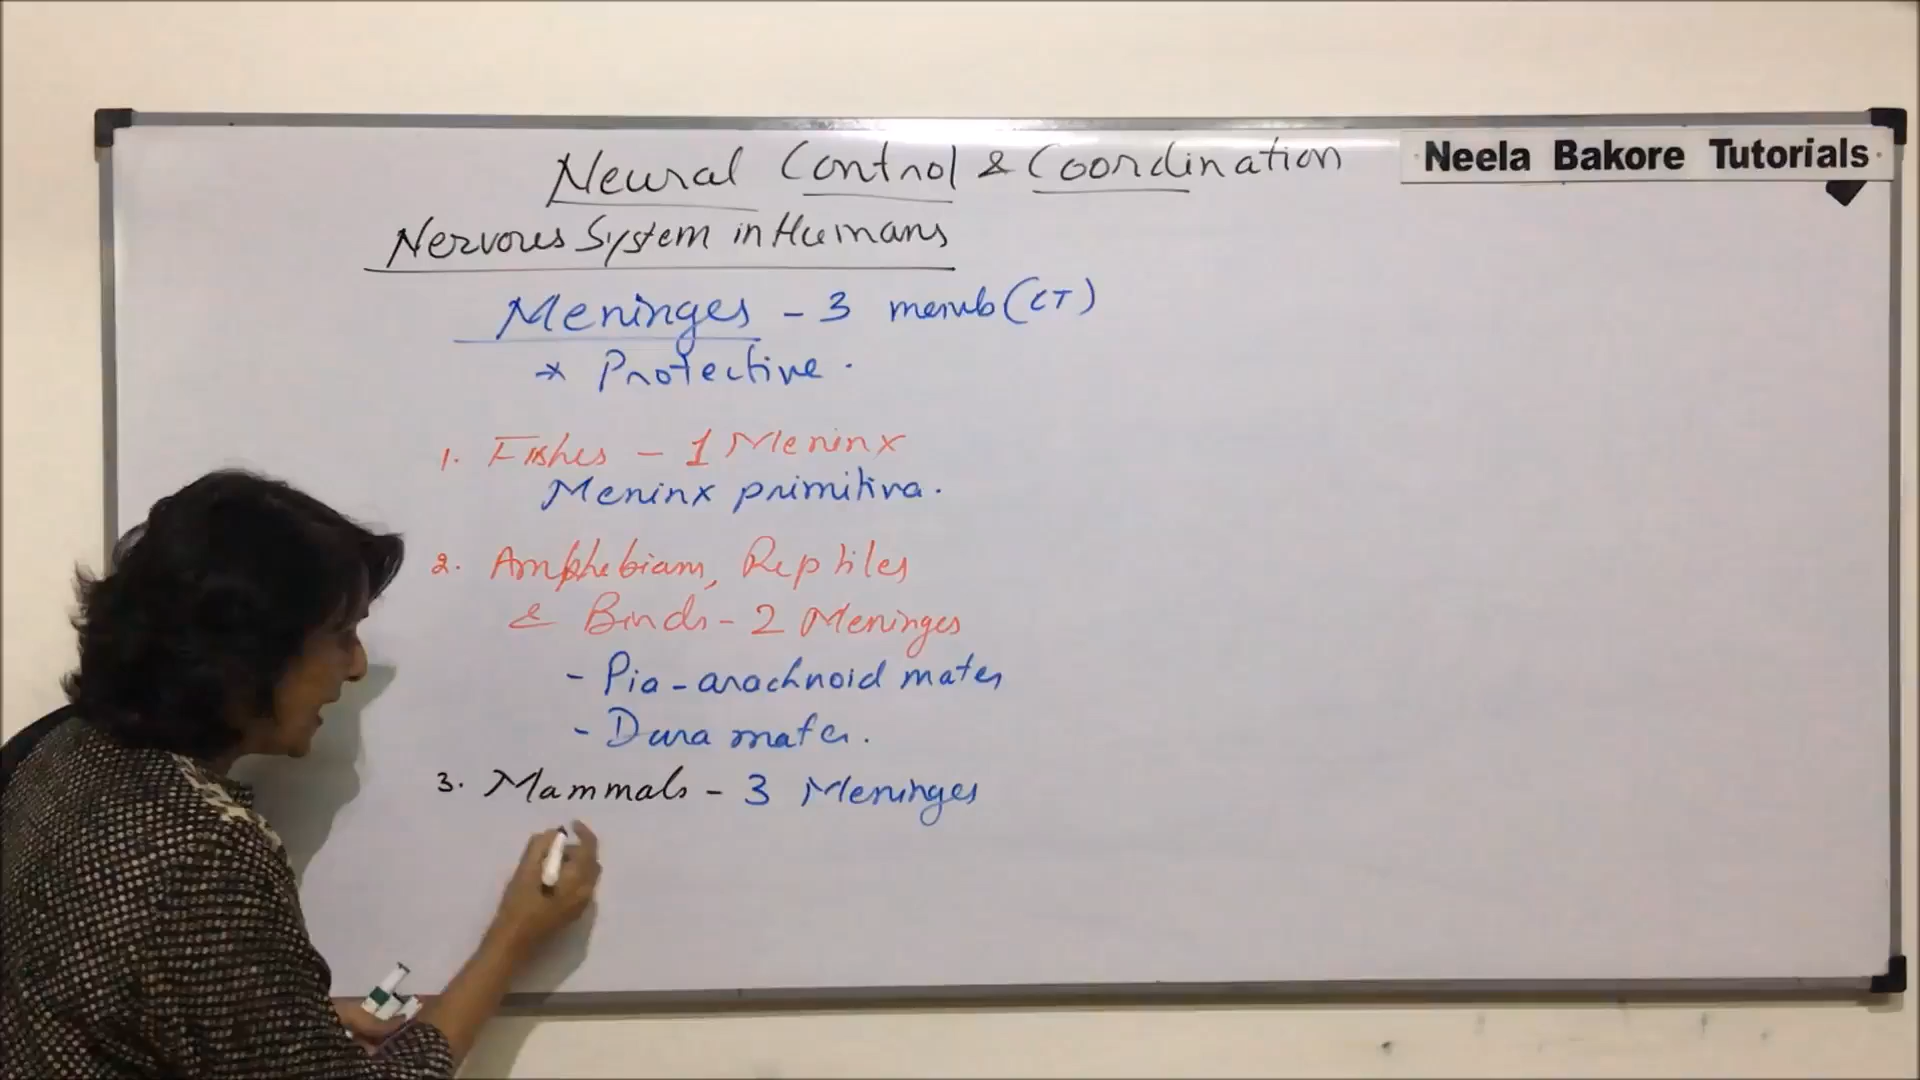 Neural Control & Coordination
Neela Bakore Tutorials
Nervous System in Humans
Meninges - 3 memb (CT)
* Protective.
1. Fishes - 1 Meninx
Meninx primitiva.
2. Amphibians, Reptiles
& Birds - 2 Meninges
- Pia-arachnoid mater
- Dura mater.
3. Mammals - 3 Meninges